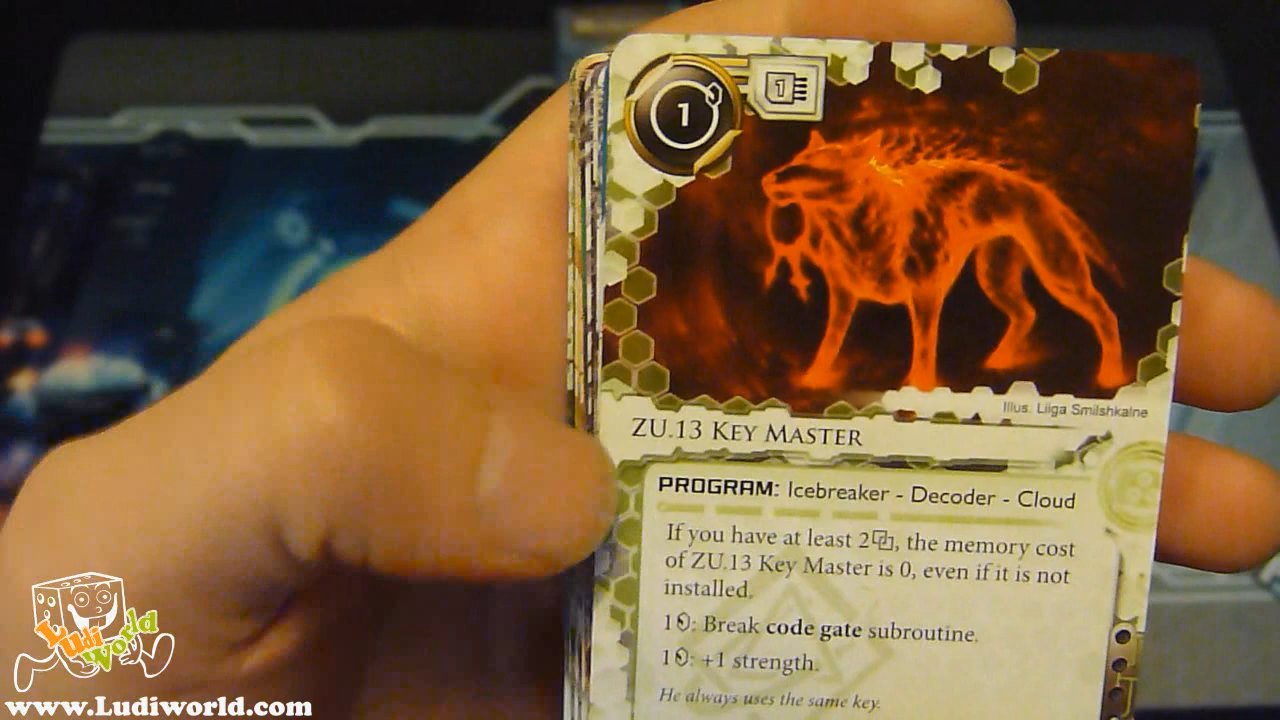 1
1
Illus. Liiga Smilshkalne
ZU.13 Key Master
PROGRAM: Icebreaker - Decoder - Cloud
If you have at least 2, the memory cost
of ZU.13 Key Master is 0, even if it is not
installed.
1: Break code gate subroutine.
1: +1 strength.
He always uses the same key.
Ludi
World
www.Ludiworld.com